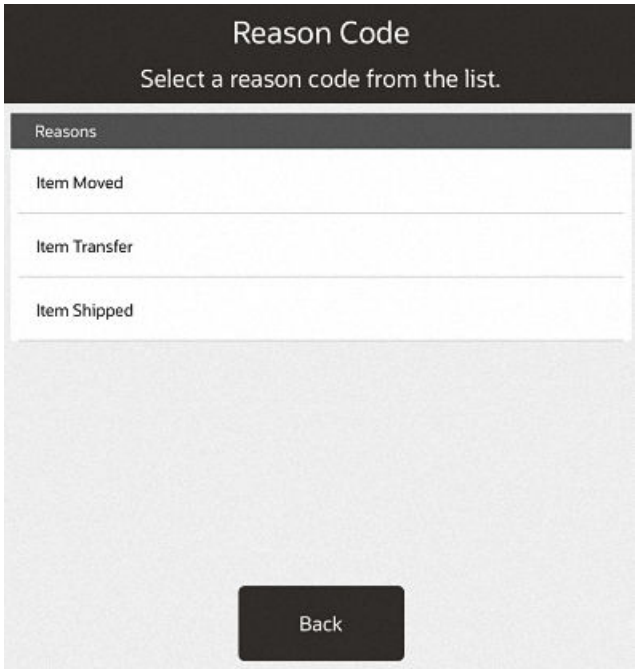 Reason Code
Select a reason code from the list.
Reasons
Item Moved
Item Transfer
Item Shipped
Back